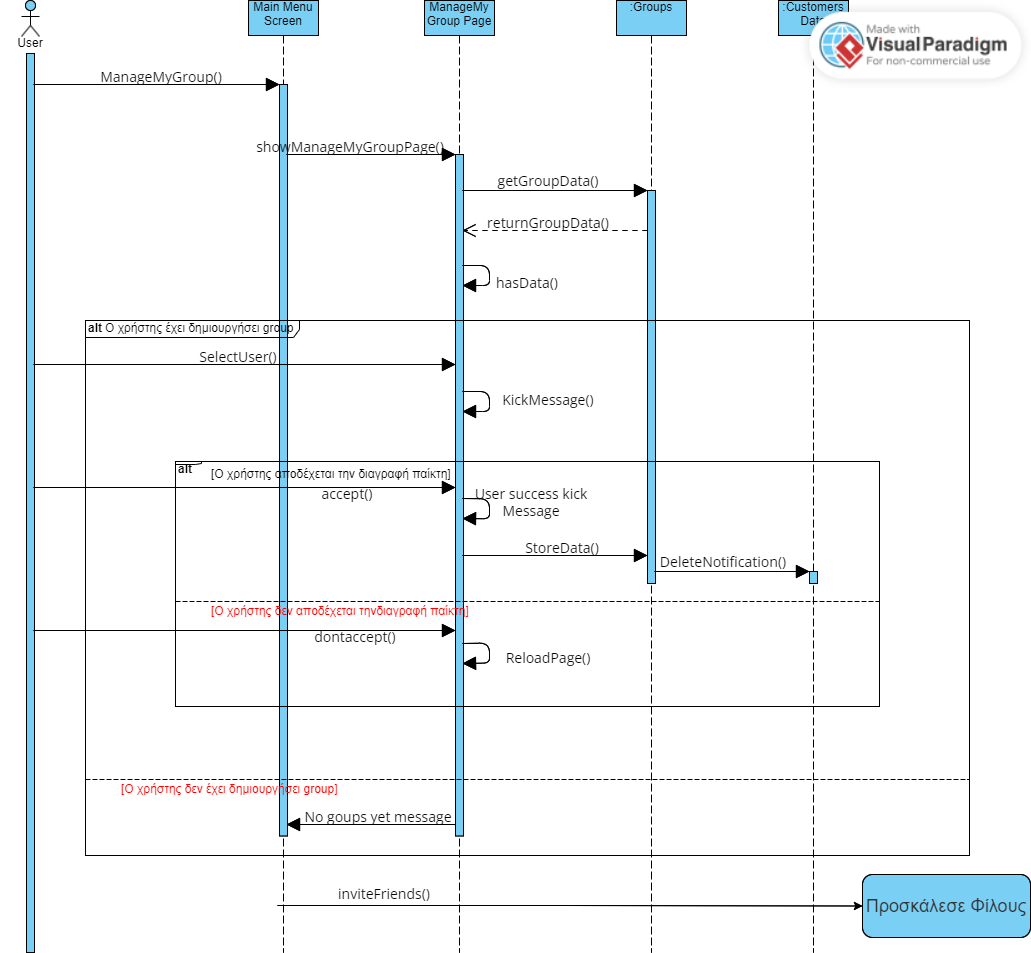 Main Menu
Screen
ManageMy
Group Page
:Groups
:Customers
Made with
VisualParadigm
For non-commercial use
User
ManageMyGroup()
showManageMyGroupPage()
getGroupData()
returnGroupData()
hasData()
alt Ο χρήστης έχει δημιουργήσει group
SelectUser()
KickMessage()
alt
[Ο χρήστης αποδέχεται την διαγραφή παίκτη]
accept()
User success kick
Message
StoreData()
DeleteNotification()
[Ο χρήστης δεν αποδέχεται τηνδιαγραφή παίκτη]
dontaccept()
ReloadPage()
[Ο χρήστης δεν έχει δημιουργήσει group]
No goups yet message
inviteFriends()
Προσκάλεσε Φίλους